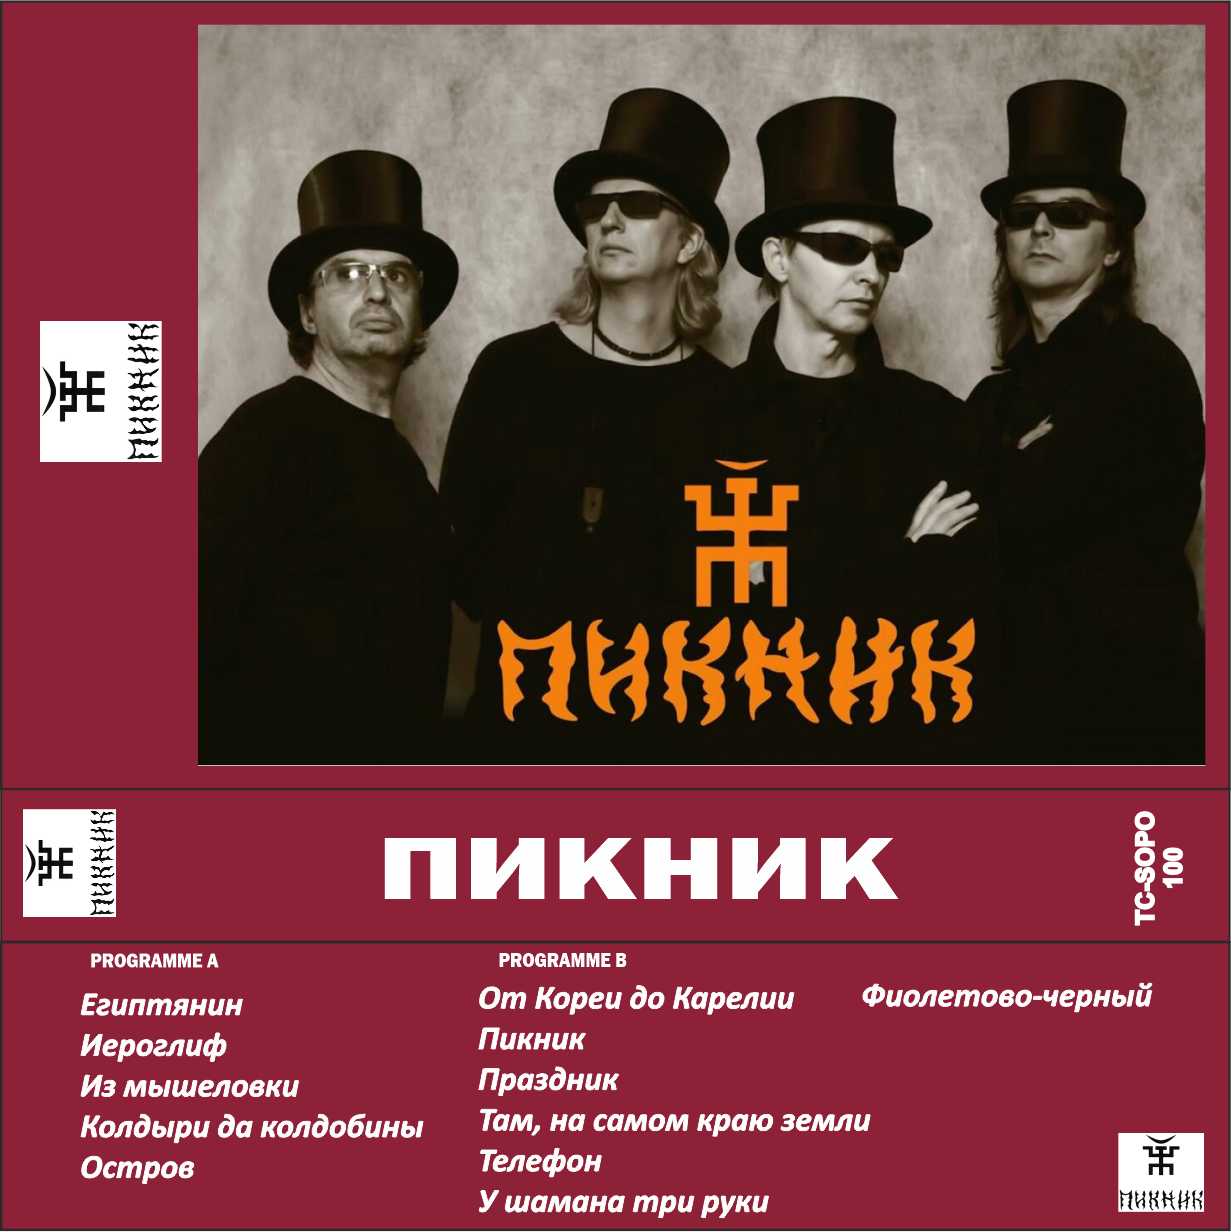 ПИКНИК
ПИКНИК
ПИКНИК
ПИКНИК
TC-SOPO
100
PROGRAMME A
Египтянин
Иероглиф
Из мышеловки
Колдыри да колдобины
Остров
PROGRAMME B
От Кореи до Карелии
Пикник
Праздник
Там, на самом краю земли
Телефон
У шамана три руки
Фиолетово-черный
ПИКНИК